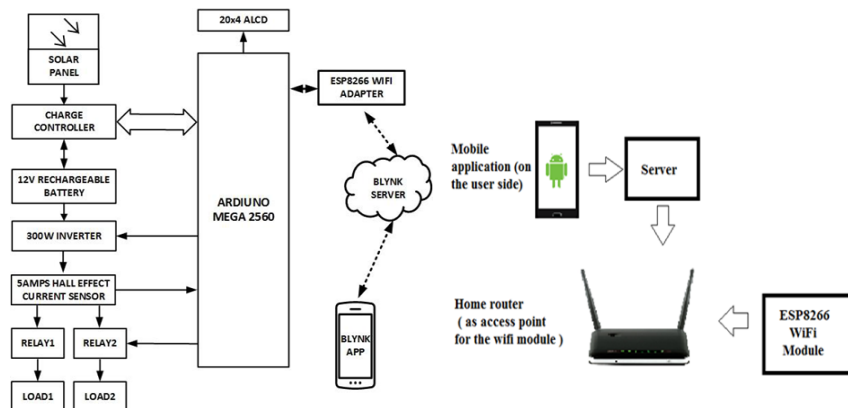 20x4 ALCD
SOLAR
PANEL
CHARGE
CONTROLLER
12V RECHARGEABLE
BATTERY
300W INVERTER
5AMPS HALL EFFECT
CURRENT SENSOR
RELAY1
RELAY2
LOAD1
LOAD2
ARDIUNO
MEGA 2560
ESP8266 WIFI
ADAPTER
BLYNK
SERVER
BLYNK
APP
Mobile
application (on
the user side)
Server
Home router
( as access point
for the wifi module )
ESP8266
WiFi
Module